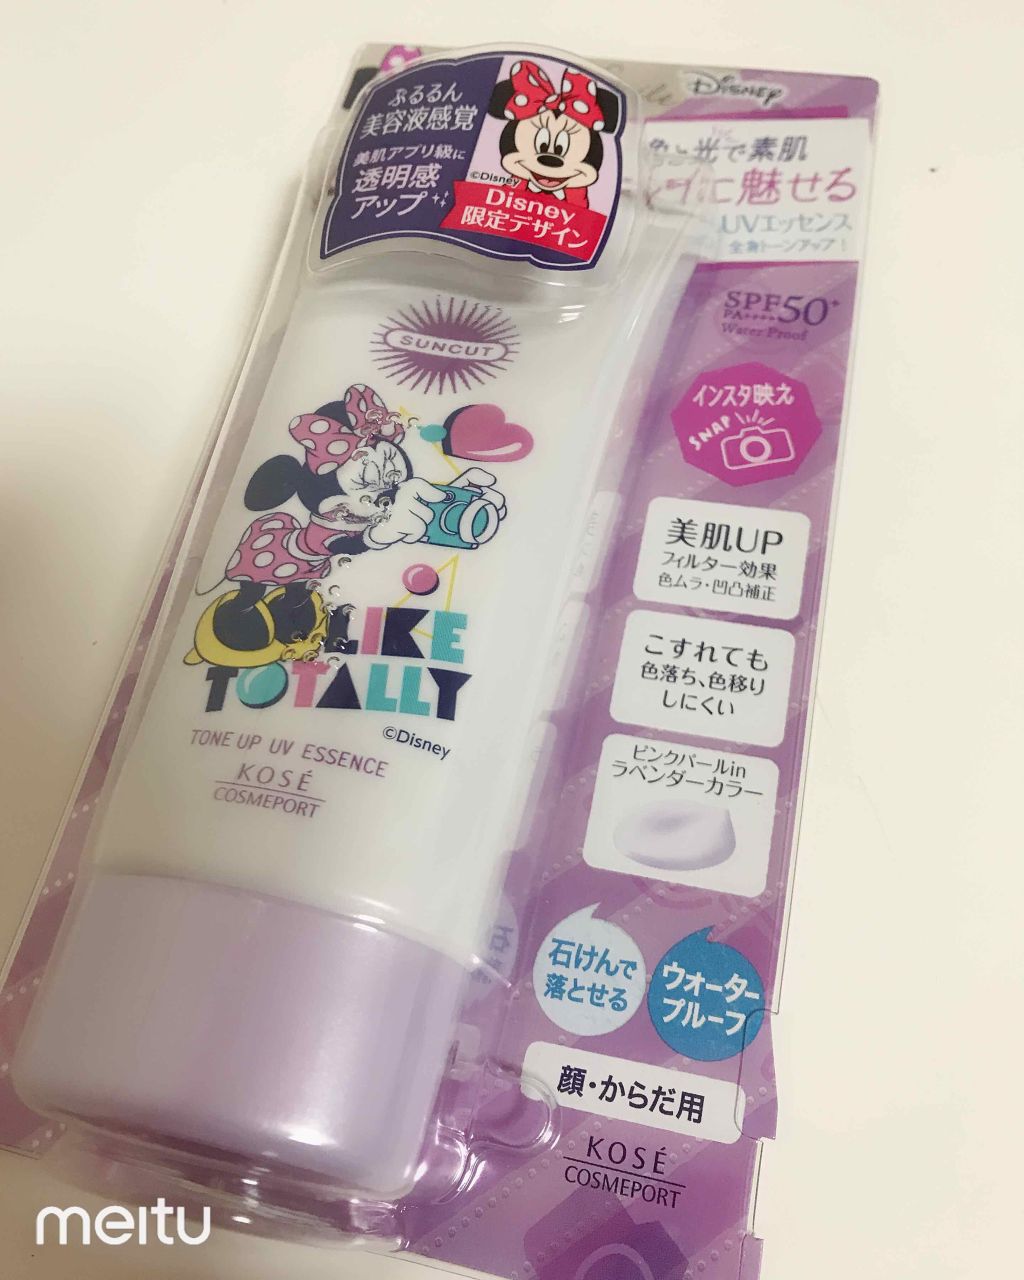 ぷるるん
美容液感覚
美肌アプリ級に
透明感
アップ
©Disney
Disney
限定デザイン
Disney
で素肌
に魅せる
UVエッセンス
全身トーンアップ！
SPF50+
PA++++
Water Proof
インスタ映え
SNAP
美肌UP
フィルター効果
色ムラ・凹凸補正
こすれても
色落ち、色移り
しにくい
ピンクパールin
ラベンダーカラー
石けんで
落とせる
ウォーター
プルーフ
顔・からだ用
KOSÉ
COSMEPORT
SUNCUT
LIKE
TOTALLY
©Disney
TONE UP UV ESSENCE
KOSÉ
COSMEPORT
meitu